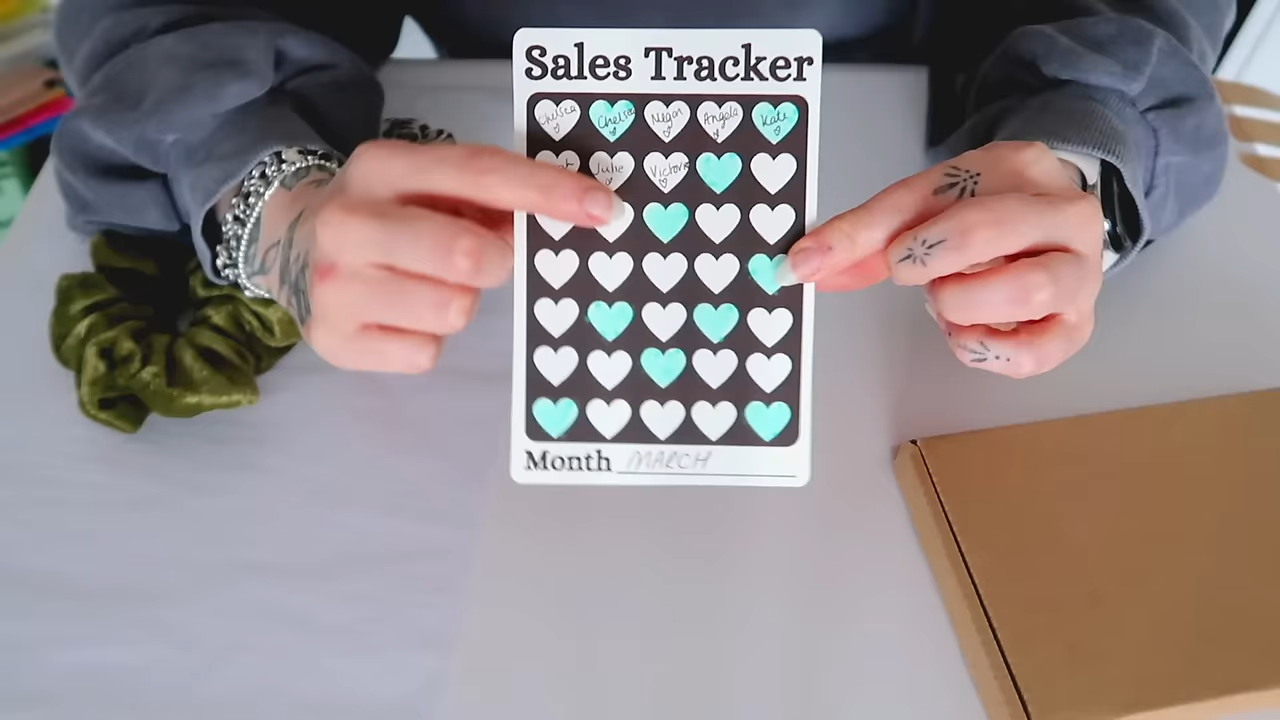 Sales Tracker
Chelsea Chelsea Megan Angela Kate
Julie Victoria
Month MARCH